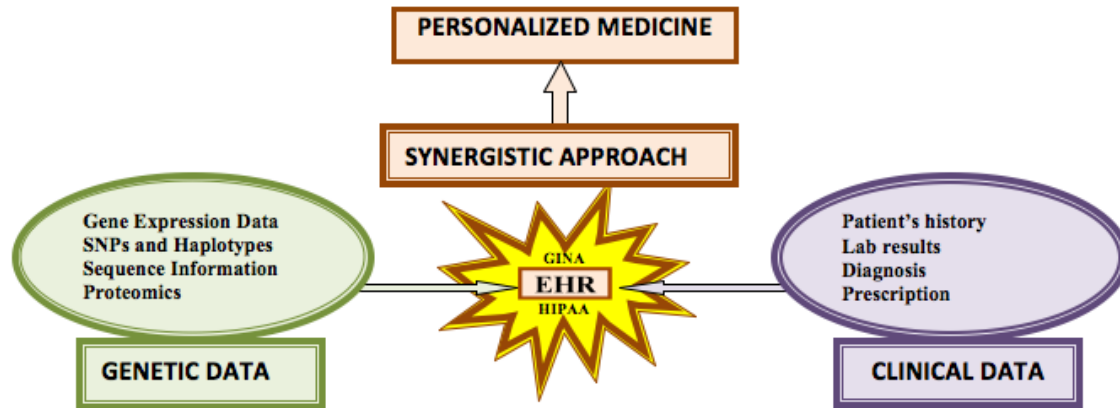 PERSONALIZED MEDICINE
SYNERGISTIC APPROACH
Gene Expression Data
SNPs and Haplotypes
Sequence Information
Proteomics
GENETIC DATA
GINA
EHR
HIPAA
Patient's history
Lab results
Diagnosis
Prescription
CLINICAL DATA